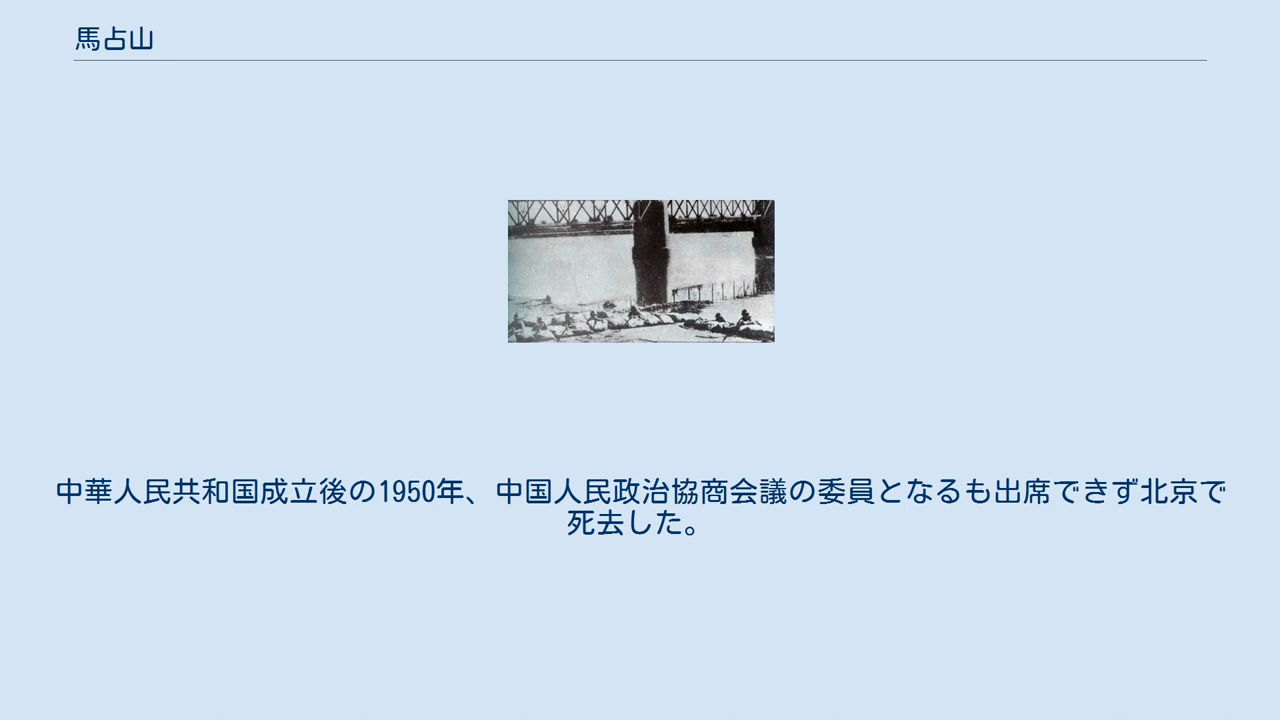 馬占山
中華人民共和国成立後の1950年、中国人民政治協商会議の委員となるも出席できず北京で
死去した。